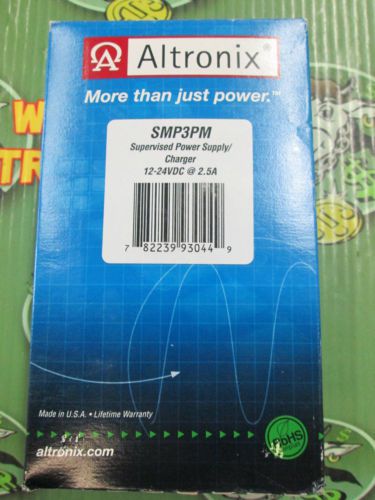 Altronix®
More than just power.™
SMP3PM
Supervised Power Supply/
Charger
12-24VDC @ 2.5A
7 82239 93044 9
Made in U.S.A. • Lifetime Warranty
RoHS
altronix.com